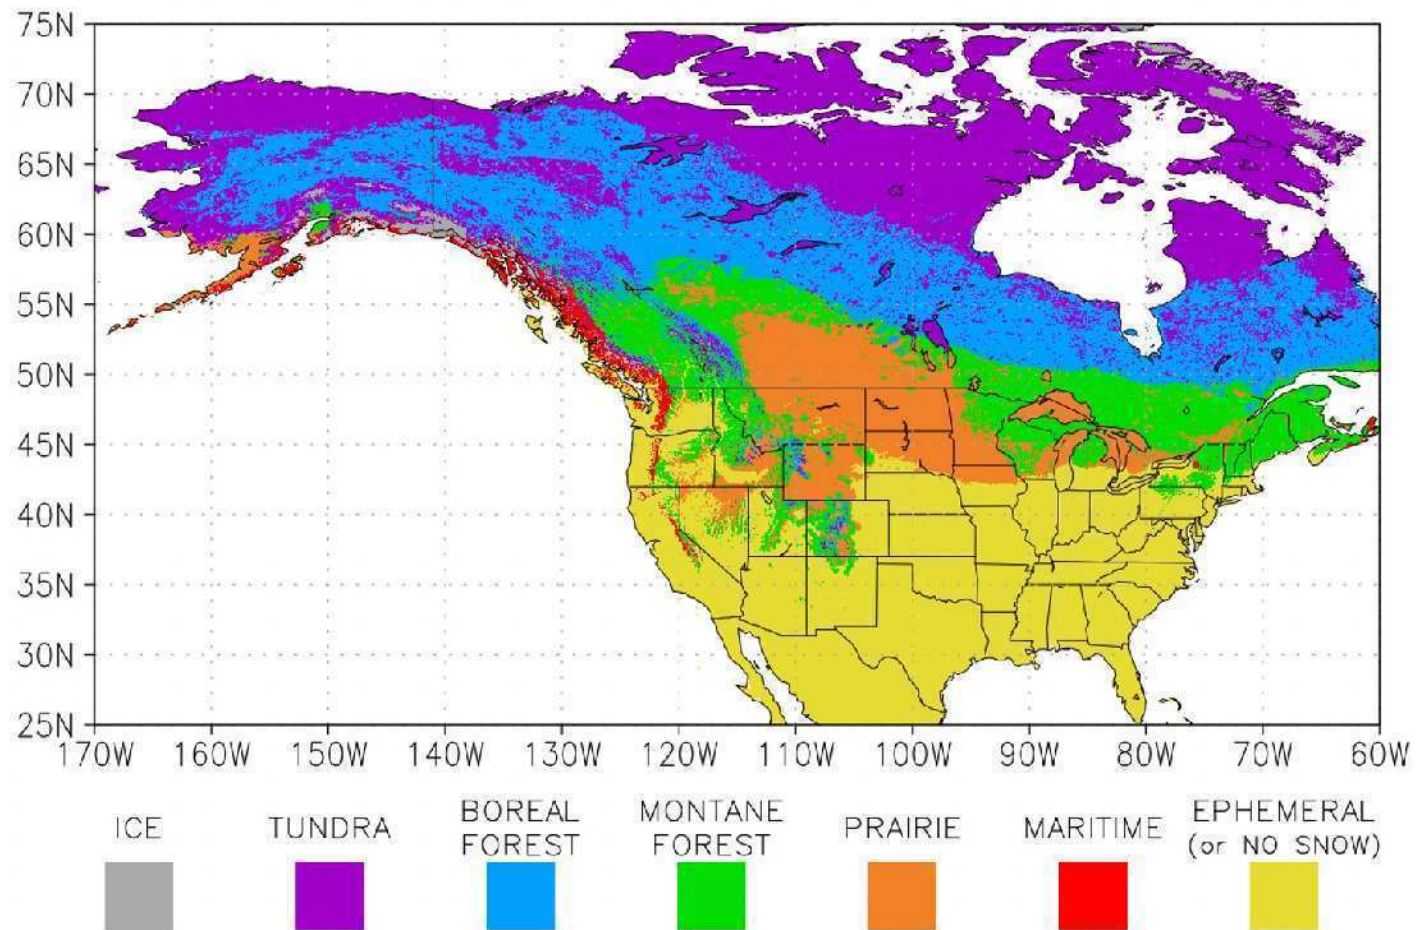 75N
70N
65N
60N
55N
50N
45N
40N
35N
30N
25N
170W 160W 150W 140W 130W 120W 110W 100W 90W 80W 70W 60W
ICE
TUNDRA
BOREAL
FOREST
MONTANE
FOREST
PRAIRIE
MARITIME
EPHEMERAL
(or NO SNOW)